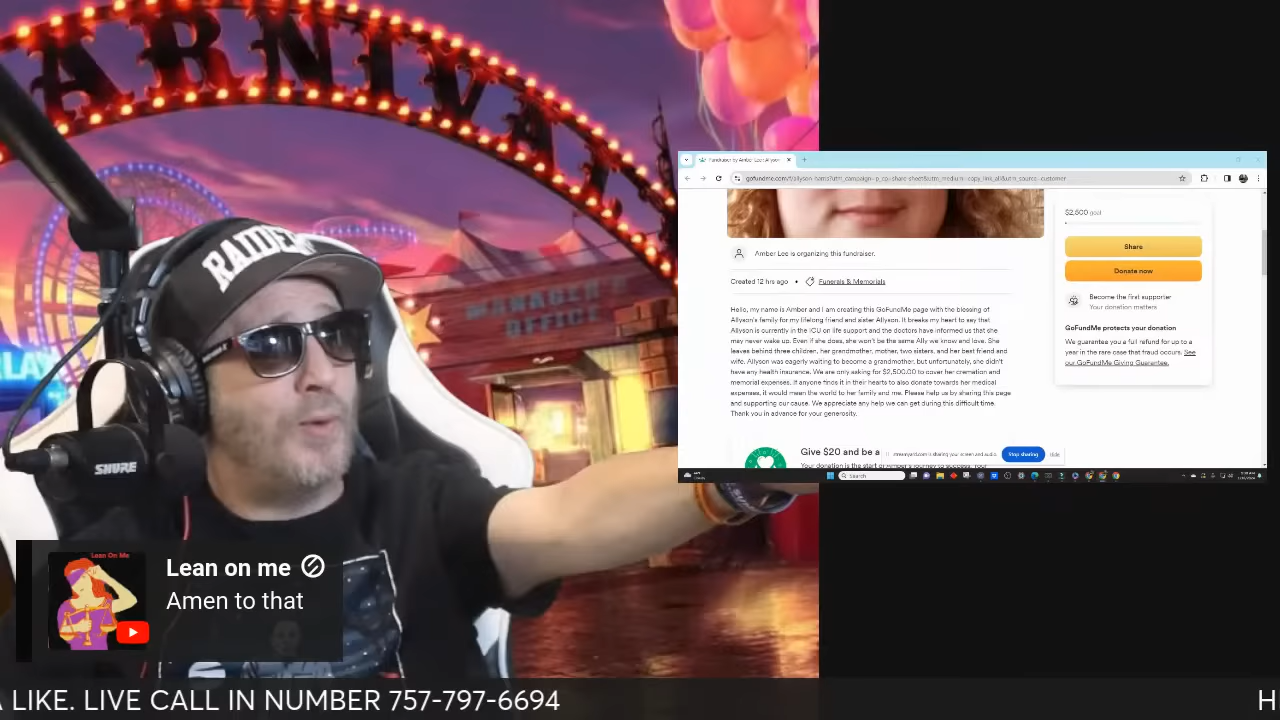 ARNIVA
RAIDER
SHURE
Lean On Me
Lean on me
Amen to that
A LIKE. LIVE CALL IN NUMBER 757-797-6694
H
OFFICE
$2,500 goal
Share
Donate now
Become the first supporter
Your donation matters
GoFundMe protects your donation
We guarantee you a full refund for up to a
year in the rare case that fraud occurs. See
our GoFundMe Giving Guarantee.
Amber Lee is organizing this fundraiser.
Created 12 hrs ago • Funerals & Memorials
Hello, my name is Amber and I am creating this GoFundMe page with the blessing of
Allyson's family for my lifelong friend and sister Allyson. It breaks my heart to say that
Allyson is currently in the ICU on life support and the doctors have informed us that she
may never wake up. Even if she does, she won't be the same Ally we know and love. She
leaves behind three children, her grandmother, mother, two sisters, and her best friend and
wife. Allyson was eagerly waiting to become a grandmother, but unfortunately, she didn't
have any health insurance. We are only asking for $2,500.00 to cover her cremation and
memorial expenses. If anyone finds it in their hearts to also donate towards her medical
expenses, it would mean the world to her family and me. Please help us by sharing this page
and supporting our cause. We appreciate any help we can get during this difficult time.
Thank you in advance for your generosity.
Give $20 and be a
Stop sharing
Hide
Search